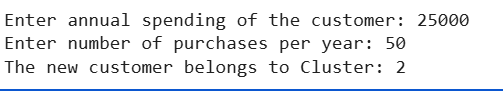 Enter annual spending of the customer: 25000
Enter number of purchases per year: 50
The new customer belongs to Cluster: 2